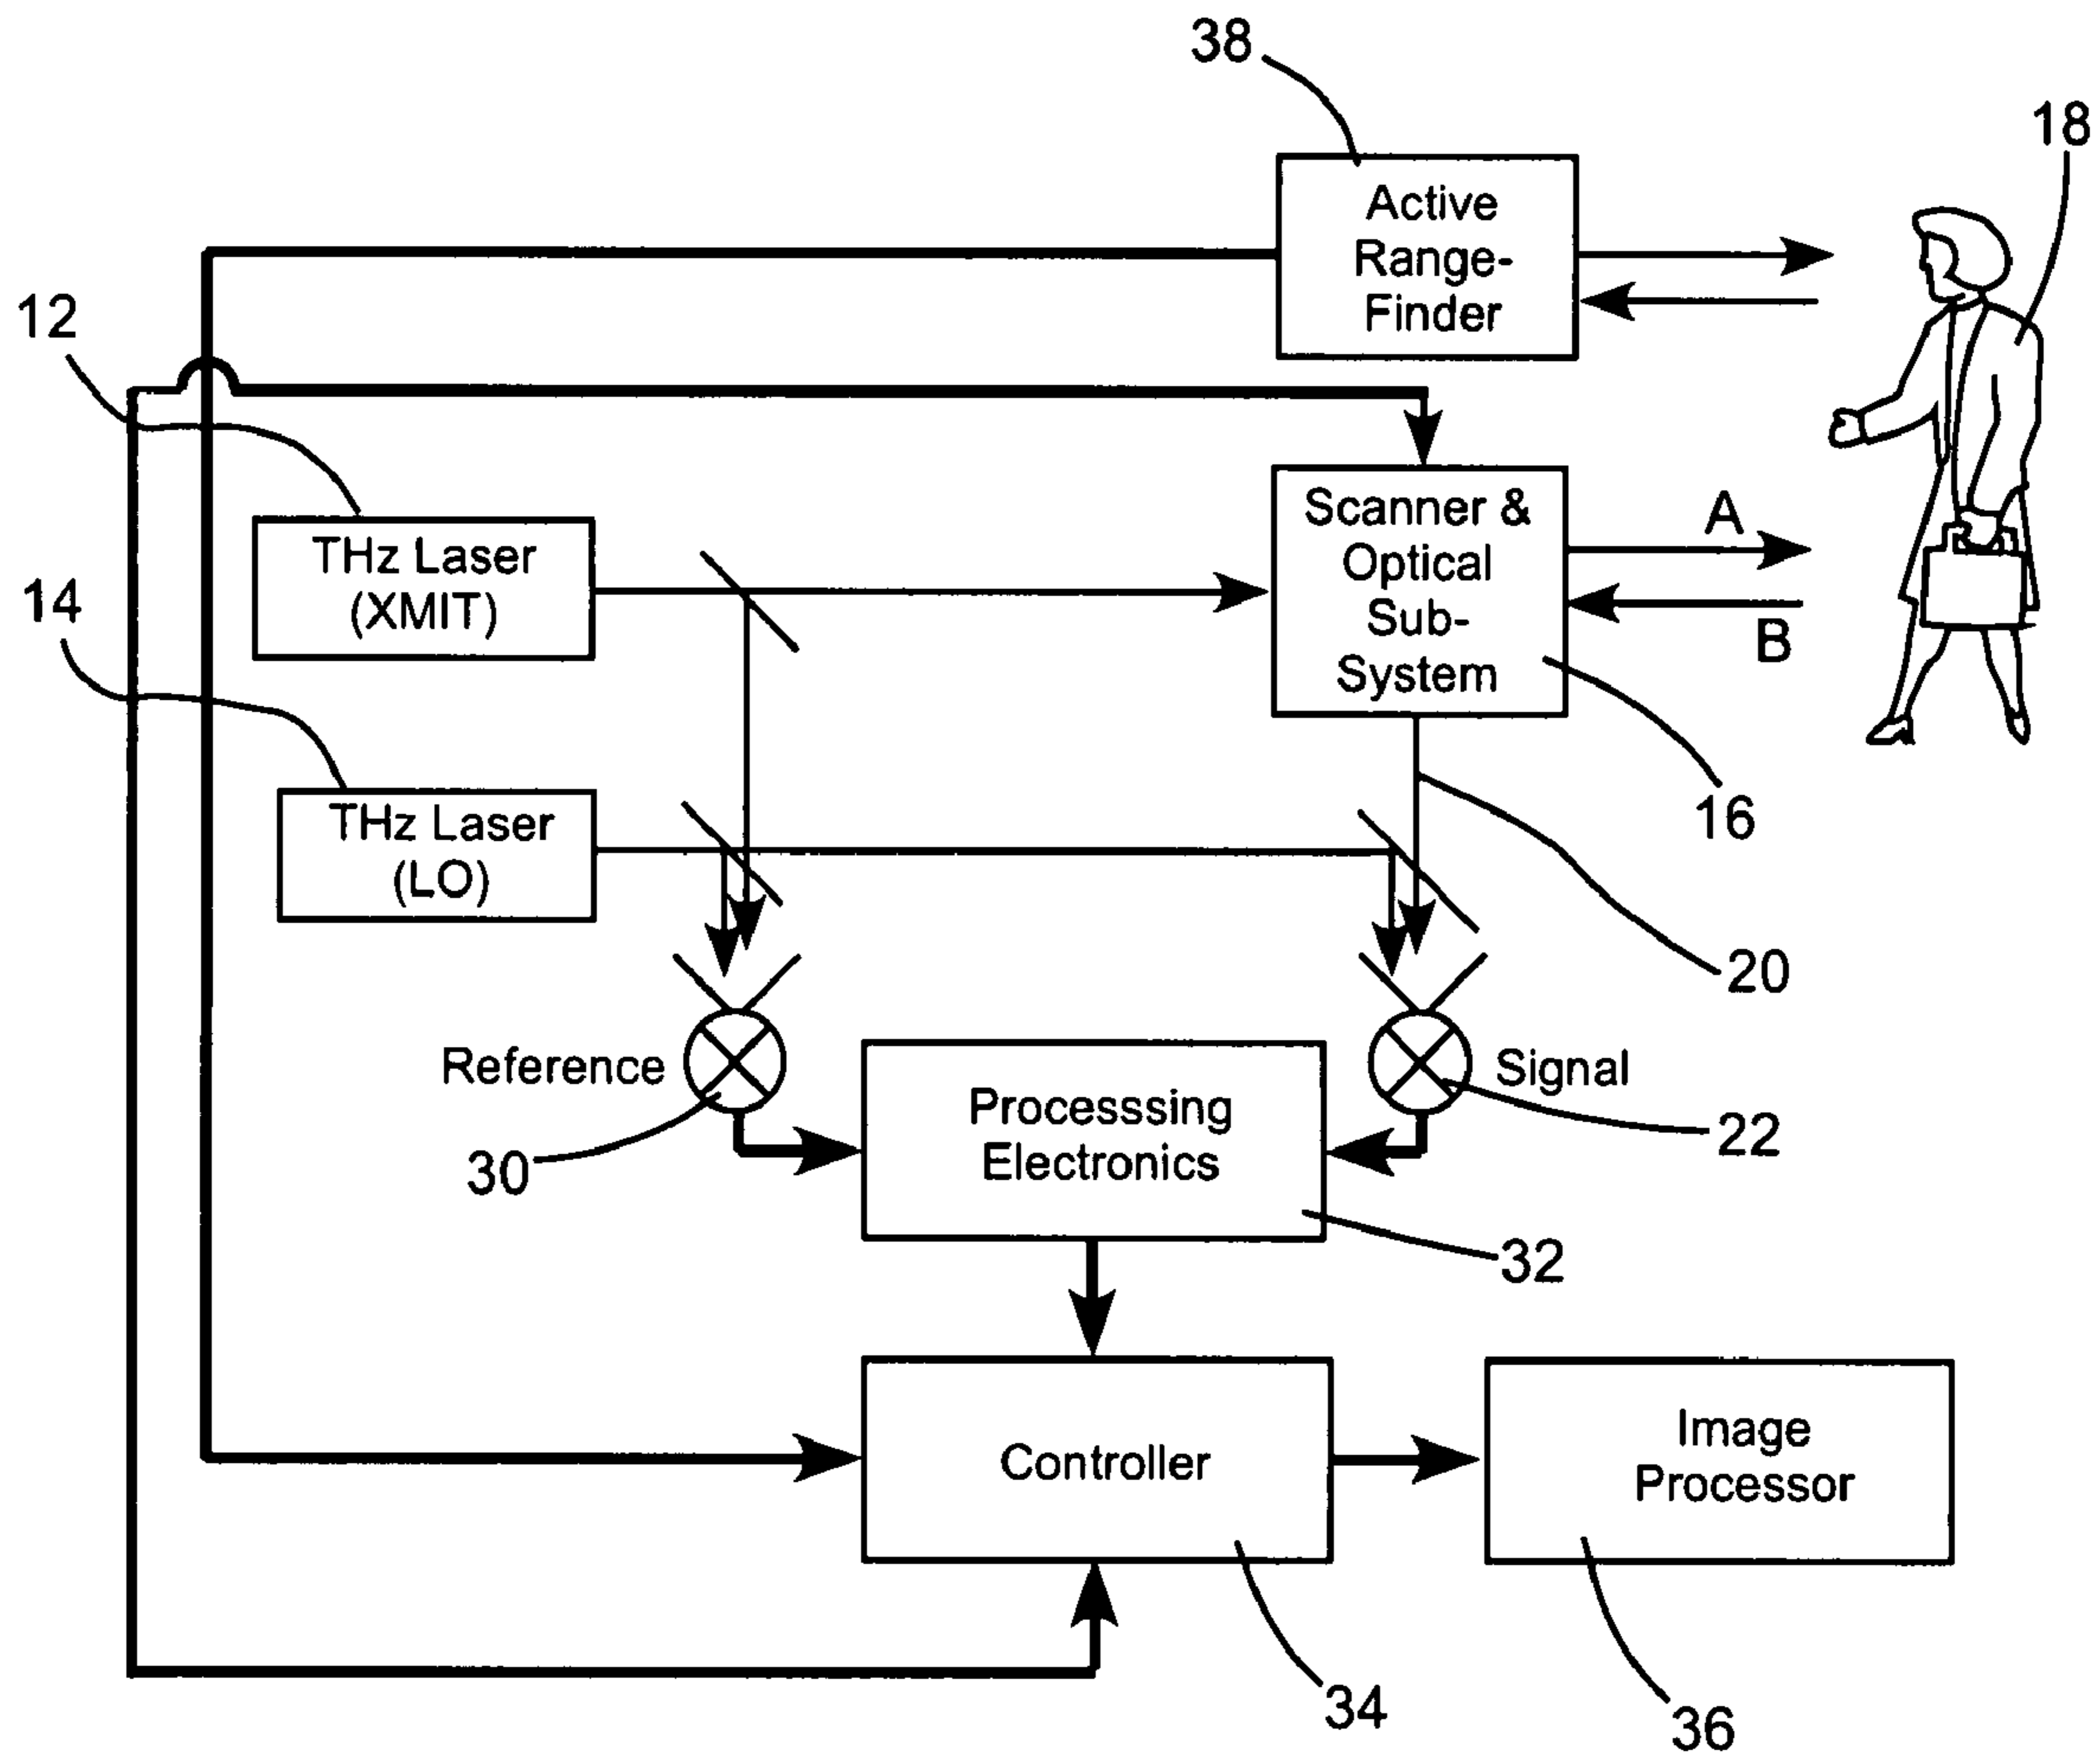 38
18
Active
Range-
Finder
12
Scanner &
Optical
Sub-
System
A
B
THz Laser
(XMIT)
14
16
THz Laser
(LO)
20
Reference
Signal
Processsing
Electronics
22
30
32
Controller
Image
Processor
34
36